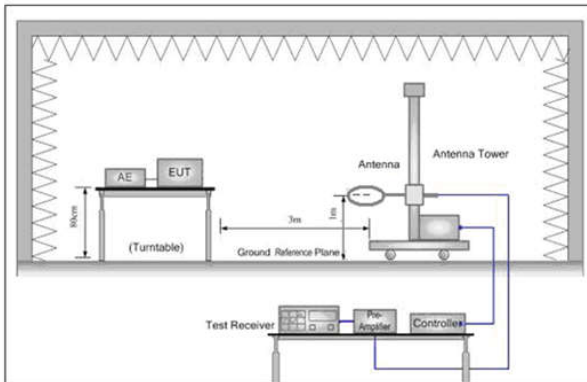 Antenna
Antenna Tower
AE
EUT
80cm
(Turntable)
3m
1m
Ground Reference Plane
Test Receiver
Pre-
Amplifier
Controller